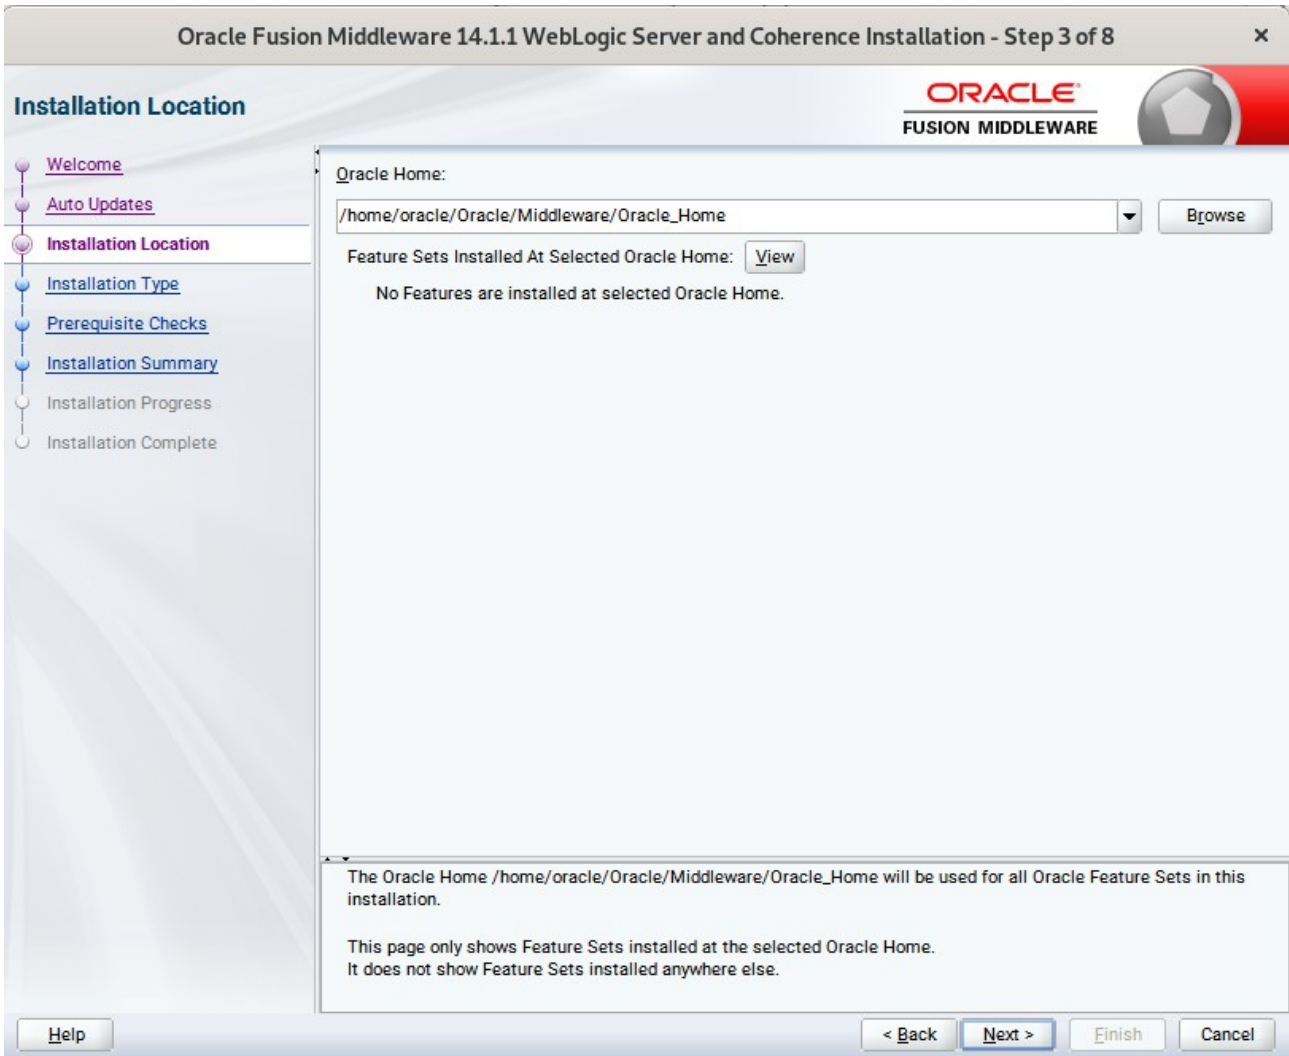 Oracle Fusion Middleware 14.1.1 WebLogic Server and Coherence Installation - Step 3 of 8
Installation Location
ORACLE
FUSION MIDDLEWARE
Welcome
Auto Updates
Installation Location
Installation Type
Prerequisite Checks
Installation Summary
Installation Progress
Installation Complete
Oracle Home:
/home/oracle/Oracle/Middleware/Oracle_Home
Browse
Feature Sets Installed At Selected Oracle Home: View
No Features are installed at selected Oracle Home.
The Oracle Home /home/oracle/Oracle/Middleware/Oracle_Home will be used for all Oracle Feature Sets in this
installation.
This page only shows Feature Sets installed at the selected Oracle Home.
It does not show Feature Sets installed anywhere else.
Help
< Back
Next >
Finish
Cancel